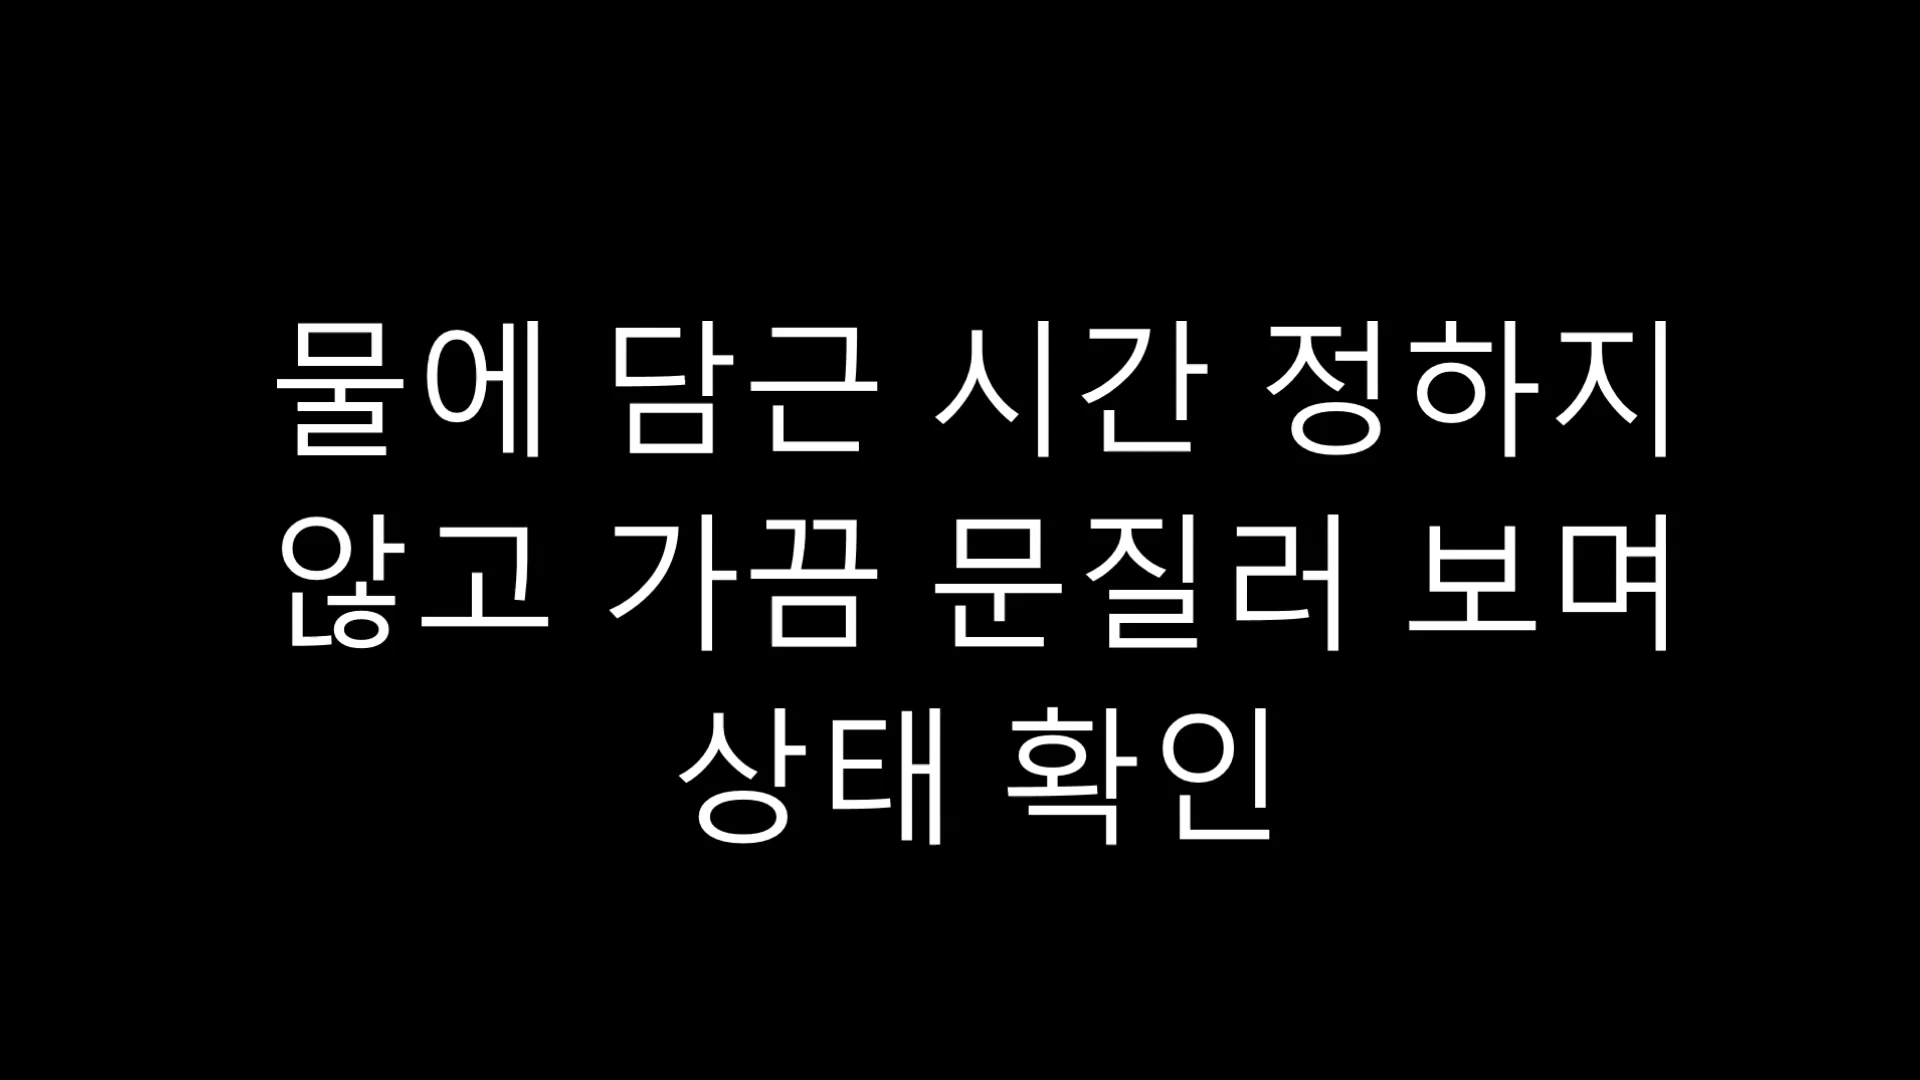 물에 담근 시간 정하지
않고 가끔 문질러 보며
상태 확인